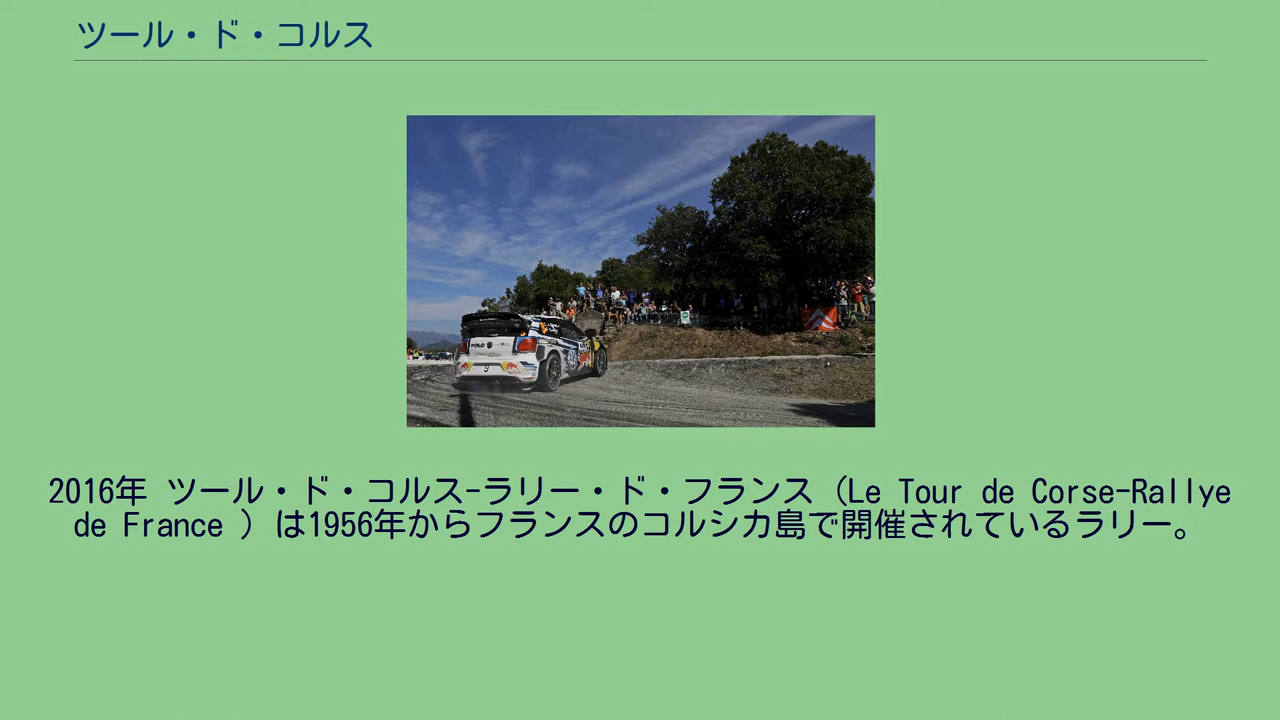 ツール・ド・コルス
POLO
9
2016年 ツール・ド・コルス-ラリー・ド・フランス（Le Tour de Corse-Rallye
de France ）は1956年からフランスのコルシカ島で開催されているラリー。